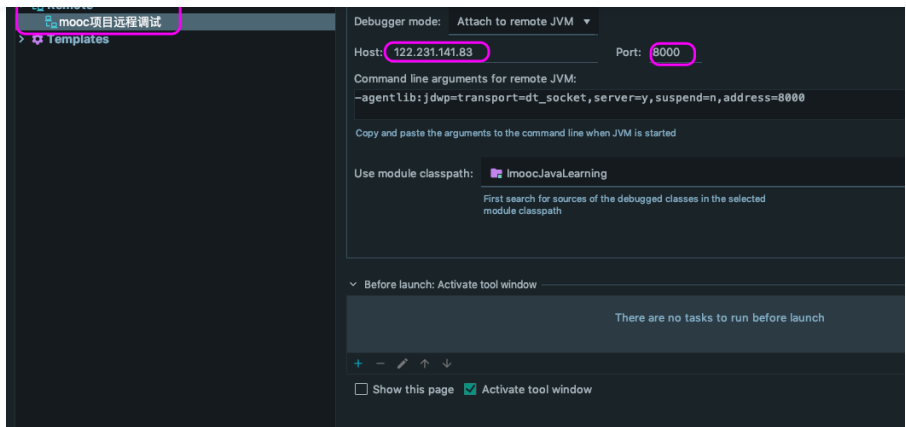 Remote
mooc项目远程调试
Templates
Debugger mode: Attach to remote JVM
Host: 122.231.141.83 Port: 8000
Command line arguments for remote JVM:
-agentlib:jdwp=transport=dt_socket,server=y,suspend=n,address=8000
Copy and paste the arguments to the command line when JVM is started
Use module classpath: ImoocJavaLearning
First search for sources of the debugged classes in the selected
module classpath
Before launch: Activate tool window
There are no tasks to run before launch
Show this page Activate tool window